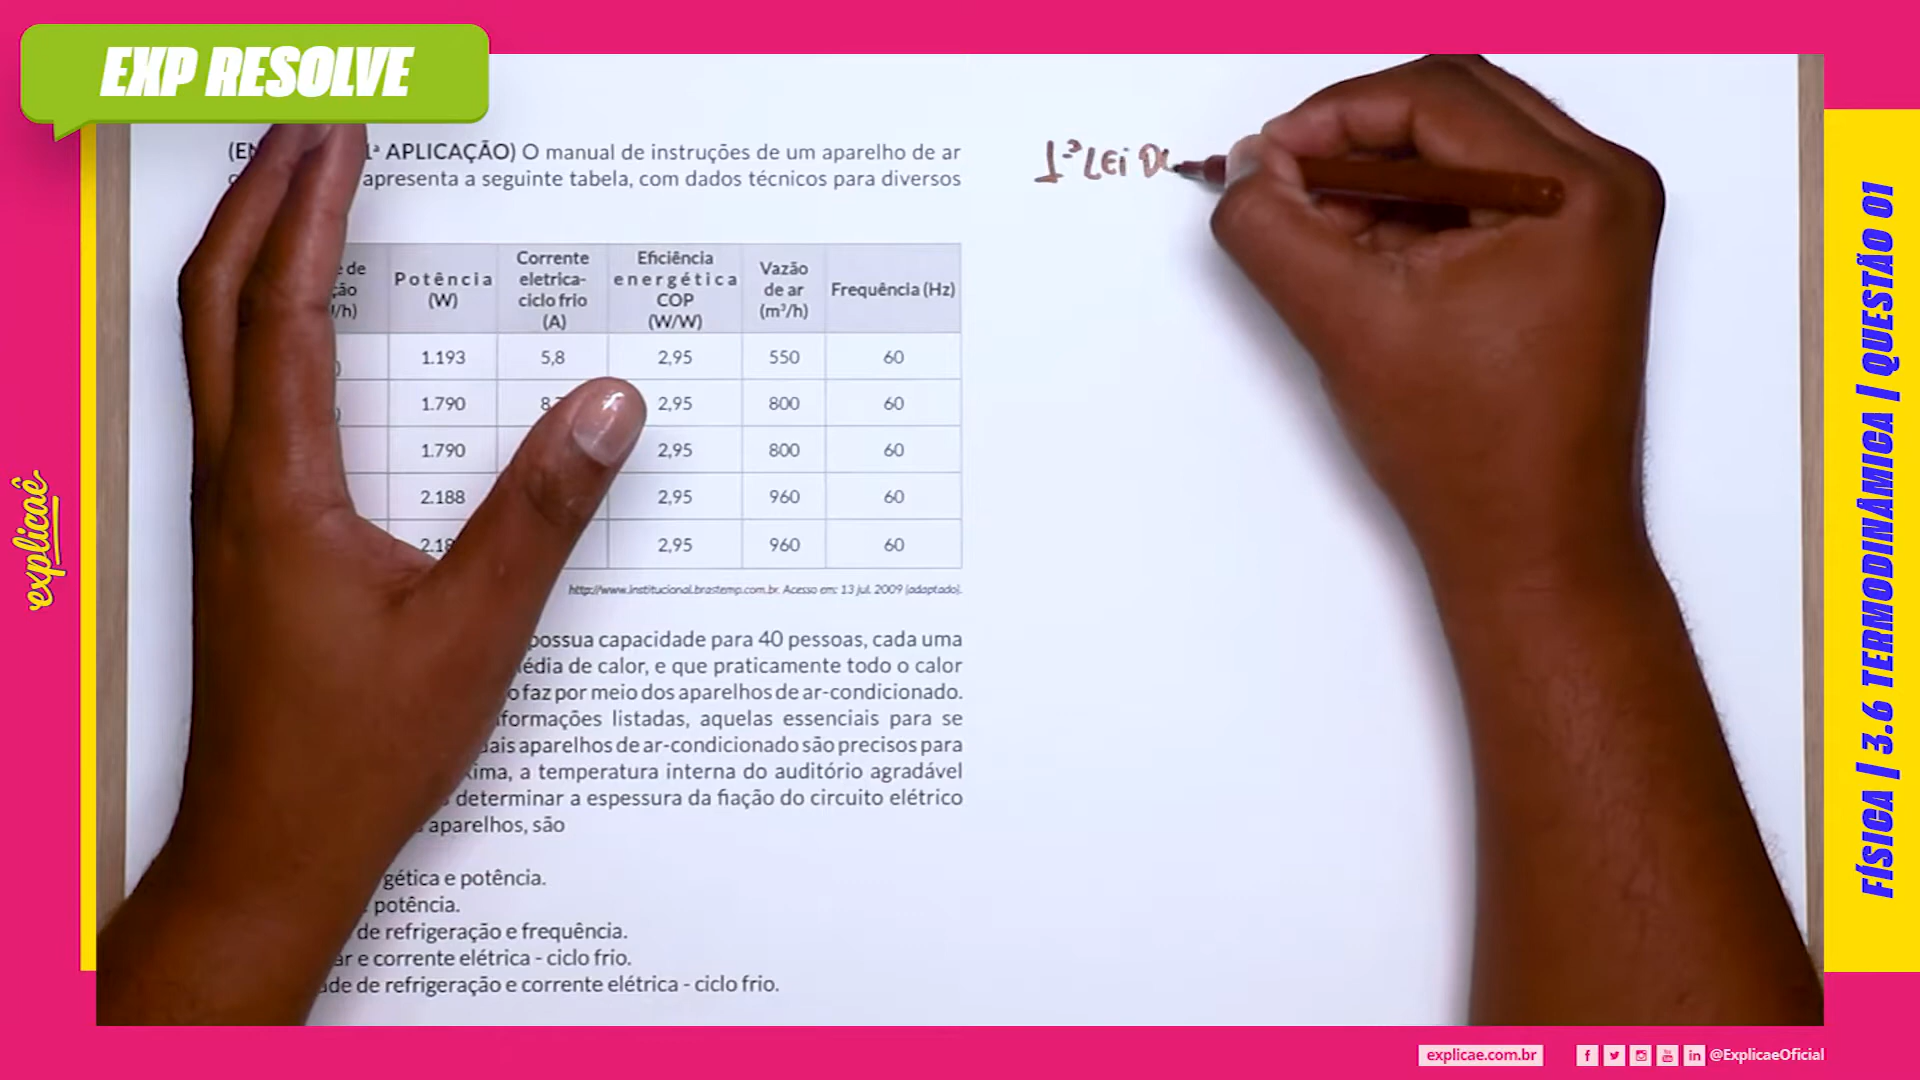 EXP RESOLVE
1ª APLICAÇÃO) O manual de instruções de um aparelho de ar
apresenta a seguinte tabela, com dados técnicos para diversos
1ª LEi
de Potência Corrente Eficiência Vazão Frequência (Hz)
(W) eletrica- energética de ar
ciclo frio COP (m³/h)
/h) (A) (W/W)
1.193 5,8 2,95 550 60
1.790 2,95 800 60
1.790 2,95 800 60
2.188 2,95 960 60
2,95 960 60
http://www.institucional.brastemp.com.br. Acesso em: 13 jul. 2009 (adaptado).
possua capacidade para 40 pessoas, cada uma
de calor, e que praticamente todo o calor
faz por meio dos aparelhos de ar-condicionado.
listadas, aquelas essenciais para se
aparelhos de ar-condicionado são precisos para
a temperatura interna do auditório agradável
determinar a espessura da fiação do circuito elétrico
aparelhos, são
e potência.
potência.
de refrigeração e frequência.
ar e corrente elétrica - ciclo frio.
de refrigeração e corrente elétrica - ciclo frio.
explicaê
FÍSICA | 3.6 TERMODINÂMICA | QUESTÃO 01
explicae.com.br
@ExplicaeOficial